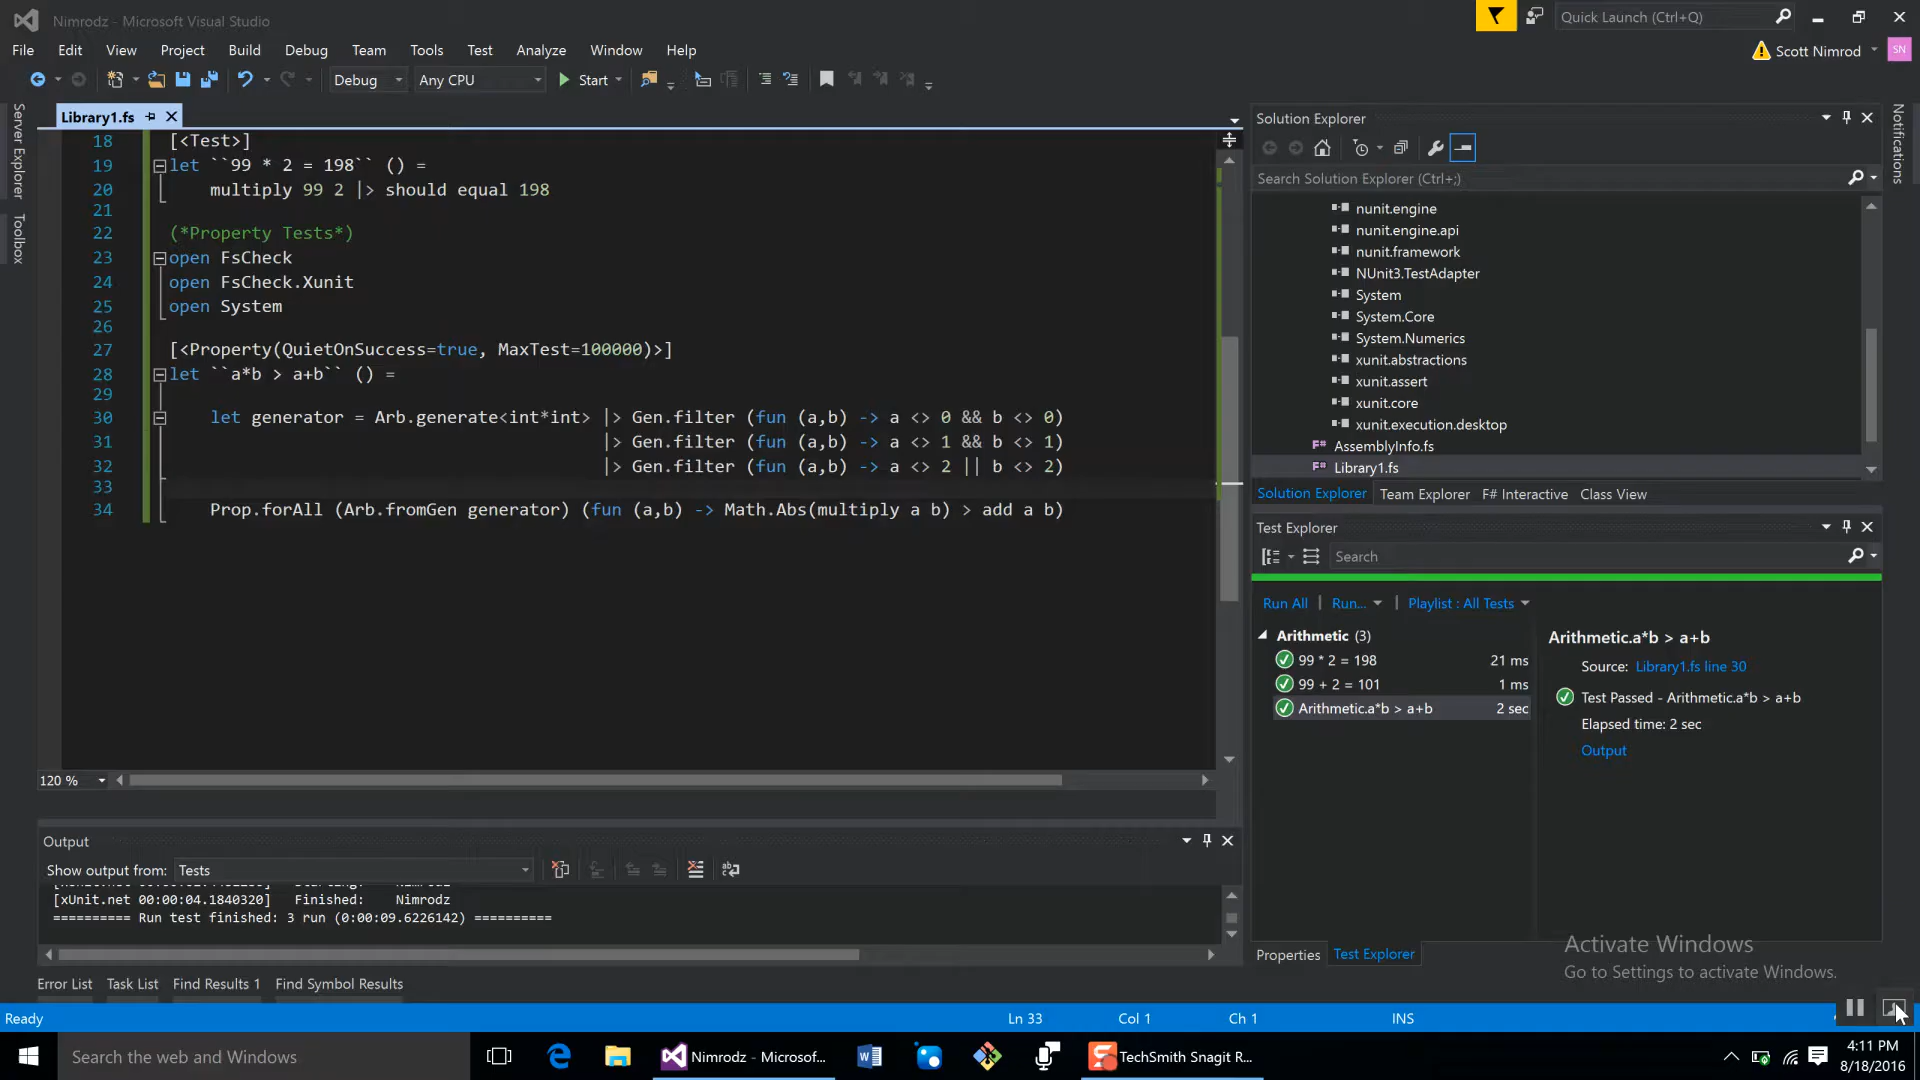 Nimrodz - Microsoft Visual Studio
Quick Launch (Ctrl+Q)
File Edit View Project Build Debug Team Tools Test Analyze Window Help
Scott Nimrod
SN
Debug Any CPU Start
Server Explorer
Toolbox
Library1.fs
18 [<Test>]
19 let ``99 * 2 = 198`` () =
20 multiply 99 2 |> should equal 198
21
22 (*Property Tests*)
23 open FsCheck
24 open FsCheck.Xunit
25 open System
26
27 [<Property(QuietOnSuccess=true, MaxTest=100000)>]
28 let ``a*b > a+b`` () =
29
30 let generator = Arb.generate<int*int> |> Gen.filter (fun (a,b) -> a <> 0 && b <> 0)
31 |> Gen.filter (fun (a,b) -> a <> 1 && b <> 1)
32 |> Gen.filter (fun (a,b) -> a <> 2 || b <> 2)
33
34 Prop.forAll (Arb.fromGen generator) (fun (a,b) -> Math.Abs(multiply a b) > add a b)
120 %
Output
Show output from: Tests
[xUnit.net 00:00:04.1840320] Finished: Nimrodz
========== Run test finished: 3 run (0:00:09.6226142) ==========
Error List Task List Find Results 1 Find Symbol Results
Solution Explorer
Search Solution Explorer (Ctrl+;)
nunit.engine
nunit.engine.api
nunit.framework
NUnit3.TestAdapter
System
System.Core
System.Numerics
xunit.abstractions
xunit.assert
xunit.core
xunit.execution.desktop
F# AssemblyInfo.fs
F# Library1.fs
Solution Explorer Team Explorer F# Interactive Class View
Notifications
Test Explorer
Search
Run All Run... Playlist : All Tests
Arithmetic (3)
99 * 2 = 198 21 ms
99 + 2 = 101 1 ms
Arithmetic.a*b > a+b 2 sec
Arithmetic.a*b > a+b
Source: Library1.fs line 30
Test Passed - Arithmetic.a*b > a+b
Elapsed time: 2 sec
Output
Activate Windows
Go to Settings to activate Windows.
Properties Test Explorer
Ready Ln 33 Col 1 Ch 1 INS
Search the web and Windows
Nimrodz - Microsof...
TechSmith Snagit R...
4:11 PM
8/18/2016